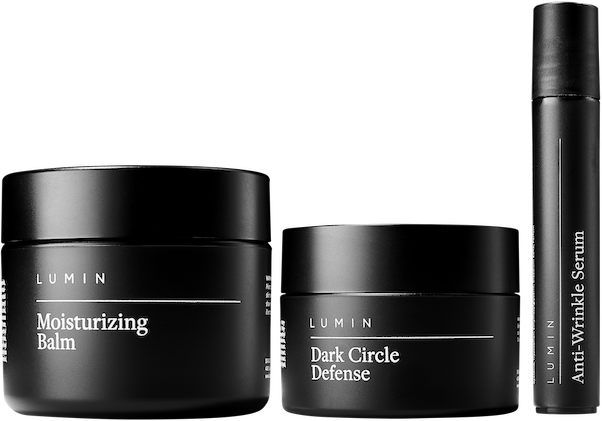 LUMIN
Moisturizing
Balm
LUMIN
Dark Circle
Defense
LUMIN
Anti-Wrinkle Serum